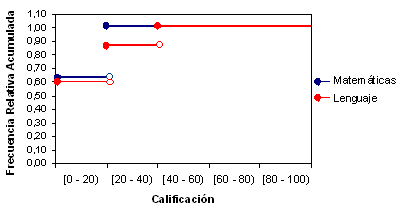 Frecuencia Relativa Acumulada
1,10
1,00
0,90
0,80
0,70
0,60
0,50
0,40
0,30
0,20
0,10
0,00
[0 - 20) [20 - 40) [40 - 60) [60 - 80) [80 - 100)
Calificación
Matemáticas
Lenguaje